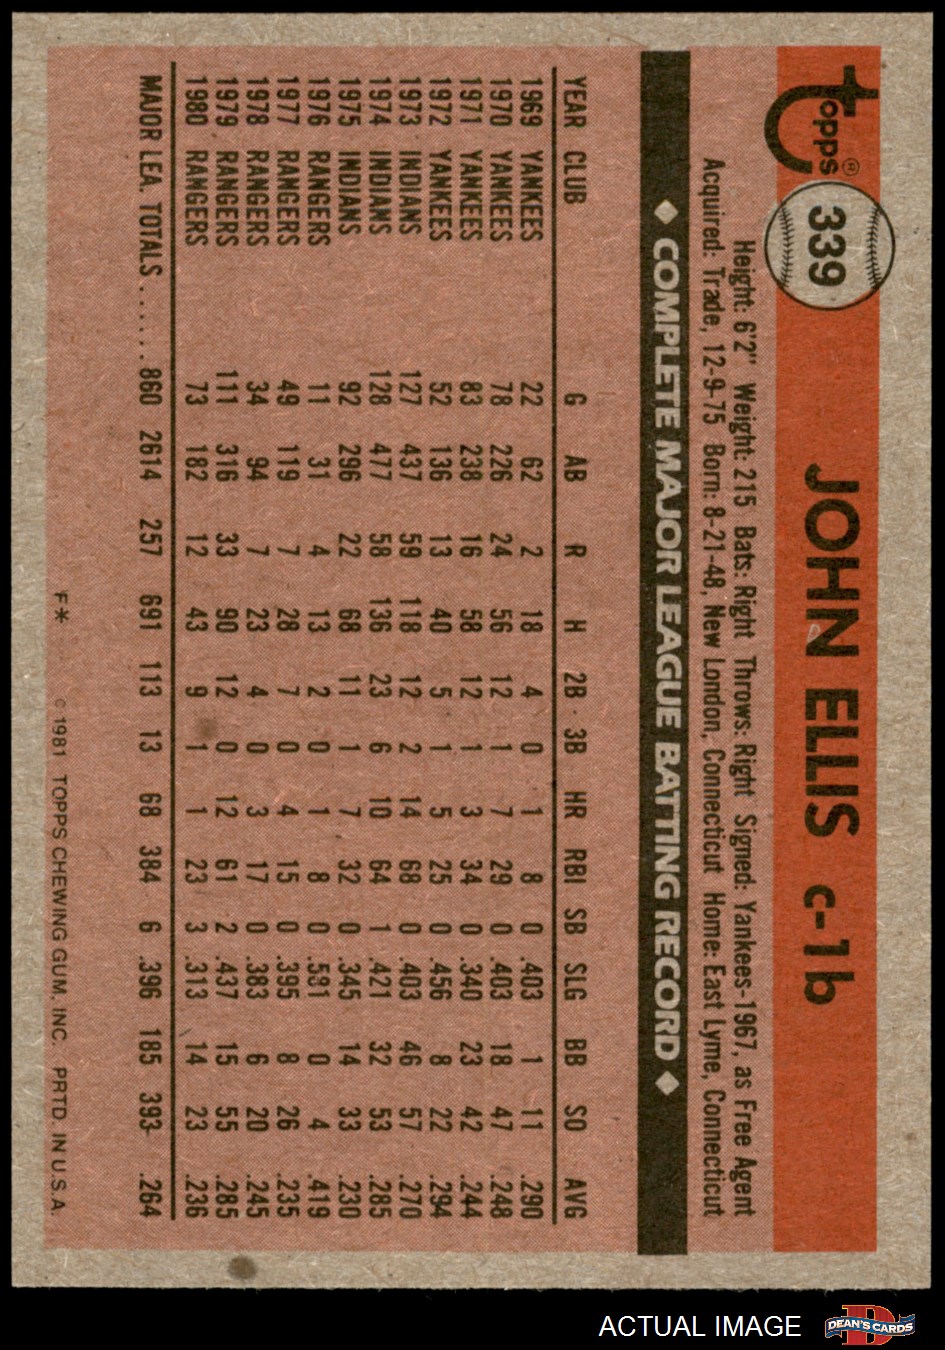 Topps®
339
JOHN ELLIS c-1b
Height: 6'2" Weight: 215 Bats: Right Throws: Right Signed: Yankees-1967, as Free Agent
Acquired: Trade, 12-9-75 Born: 8-21-48, New London, Connecticut Home: East Lyme, Connecticut
◆ COMPLETE MAJOR LEAGUE BATTING RECORD ◆
YEAR CLUB G AB R H 2B 3B HR RBI SB SLG BB SO AVG
1969 YANKEES 22 62 2 18 4 0 1 8 0 .403 1 11 .290
1970 YANKEES 78 226 24 56 12 1 7 29 0 .403 18 47 .248
1971 YANKEES 83 238 16 58 12 1 3 34 0 .340 23 42 .244
1972 YANKEES 52 136 13 40 5 1 5 25 0 .456 8 22 .294
1973 INDIANS 127 437 59 118 12 2 14 68 0 .403 46 57 .270
1974 INDIANS 128 477 58 136 23 6 10 64 1 .421 32 53 .285
1975 INDIANS 92 296 22 68 11 1 7 32 0 .345 14 33 .230
1976 RANGERS 11 31 4 13 2 0 1 8 0 .581 0 4 .419
1977 RANGERS 49 119 7 28 7 0 4 15 0 .395 8 26 .235
1978 RANGERS 34 94 7 23 4 0 3 17 0 .383 6 20 .245
1979 RANGERS 111 316 33 90 12 0 12 61 2 .437 15 55 .285
1980 RANGERS 73 182 12 43 9 1 1 23 3 .313 14 23 .236
MAJOR LEA. TOTALS ...... 860 2614 257 691 113 13 68 384 6 .396 185 393 .264
F* © 1981 TOPPS CHEWING GUM, INC. PRTD. IN U.S.A.
ACTUAL IMAGE
D
DEAN'S CARDS